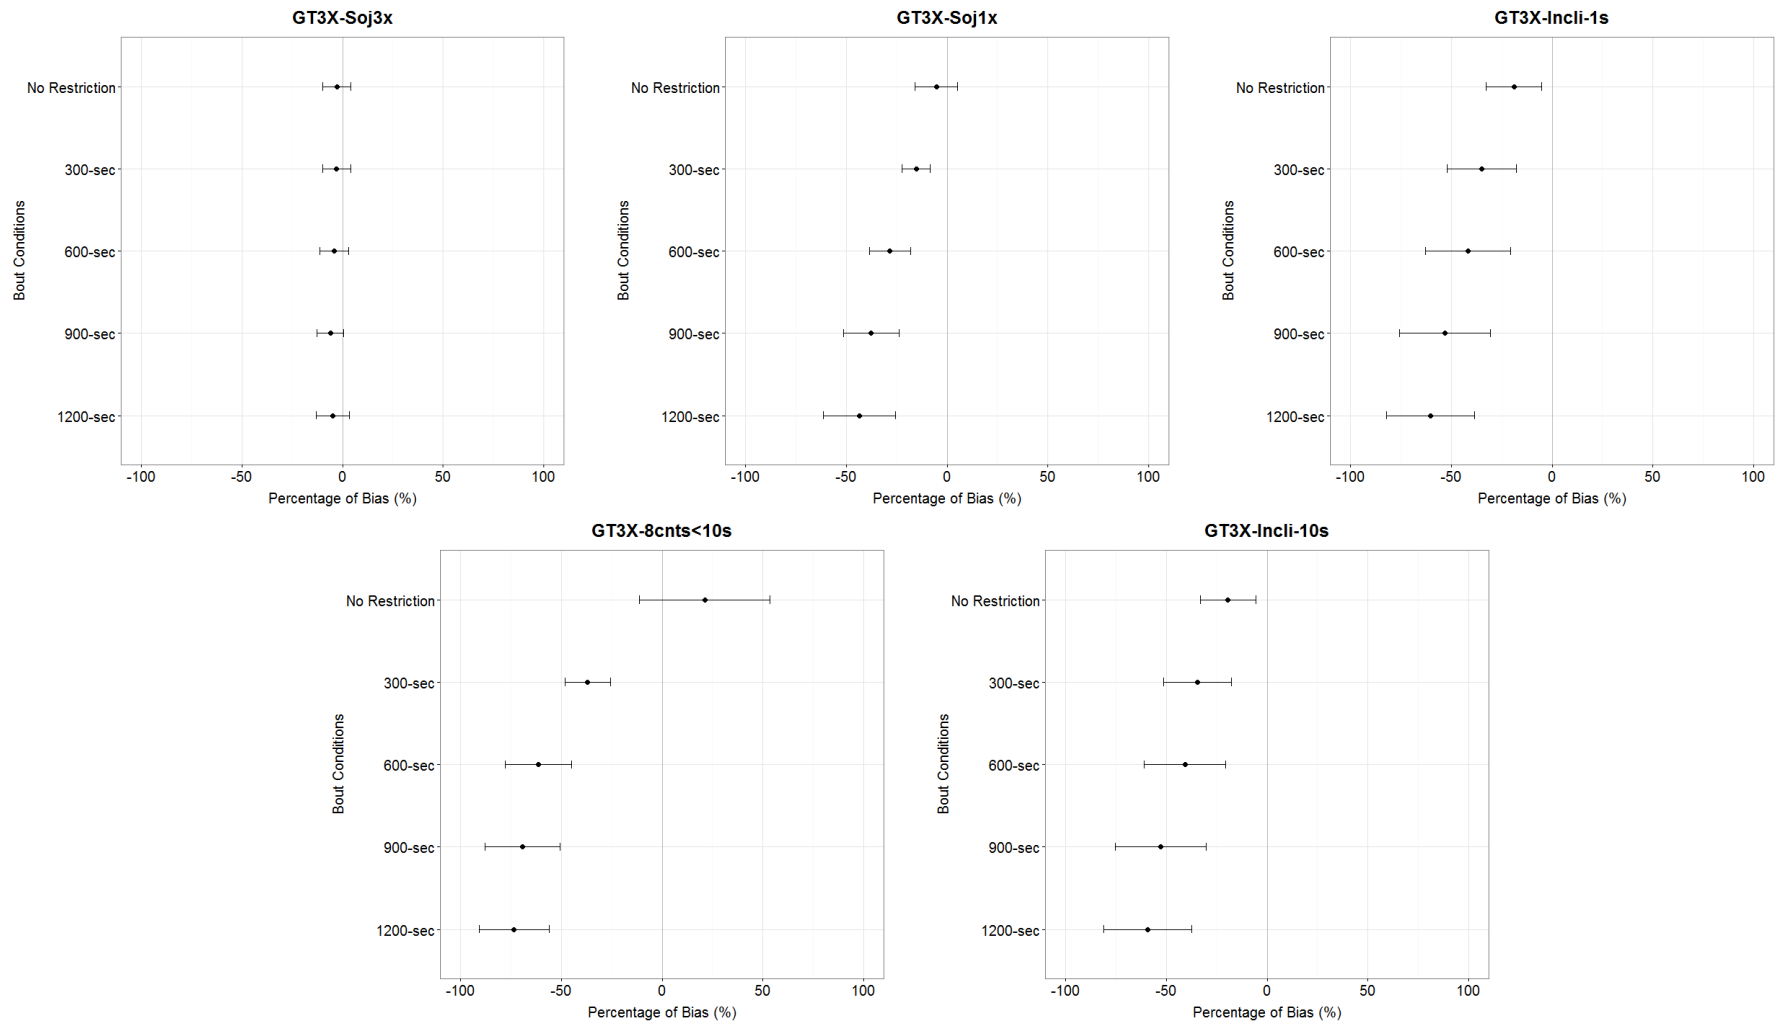 GT3X-Soj3x
No Restriction
300-sec
600-sec
900-sec
1200-sec
Bout Conditions
-100 -50 0 50 100
Percentage of Bias (%)
GT3X-Soj1x
No Restriction
300-sec
600-sec
900-sec
1200-sec
Bout Conditions
-100 -50 0 50 100
Percentage of Bias (%)
GT3X-Incli-1s
No Restriction
300-sec
600-sec
900-sec
1200-sec
Bout Conditions
-100 -50 0 50 100
Percentage of Bias (%)
GT3X-8cnts<10s
No Restriction
300-sec
600-sec
900-sec
1200-sec
Bout Conditions
-100 -50 0 50 100
Percentage of Bias (%)
GT3X-Incli-10s
No Restriction
300-sec
600-sec
900-sec
1200-sec
Bout Conditions
-100 -50 0 50 100
Percentage of Bias (%)